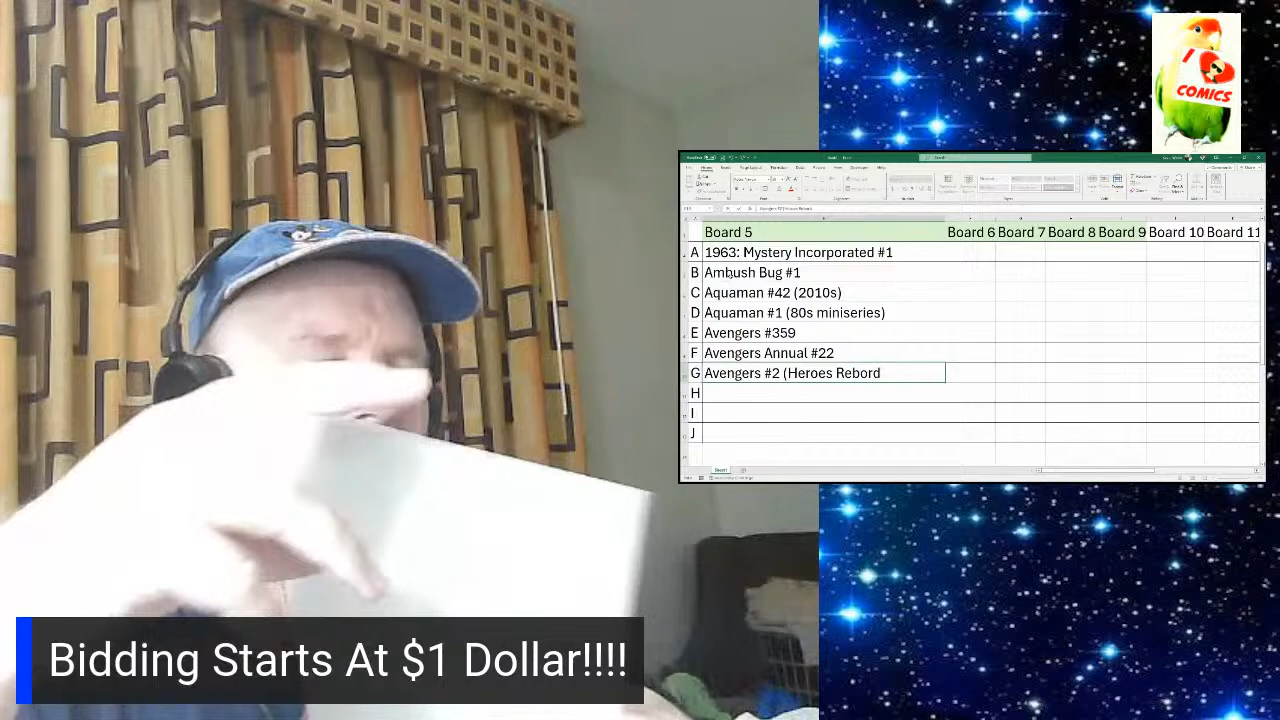 I
COMICS
Board 5 Board 6 Board 7 Board 8 Board 9 Board 10 Board 11
A 1963: Mystery Incorporated #1
B Ambush Bug #1
C Aquaman #42 (2010s)
D Aquaman #1 (80s miniseries)
E Avengers #359
F Avengers Annual #22
G Avengers #2 (Heroes Rebord
H
I
J
Bidding Starts At $1 Dollar!!!!